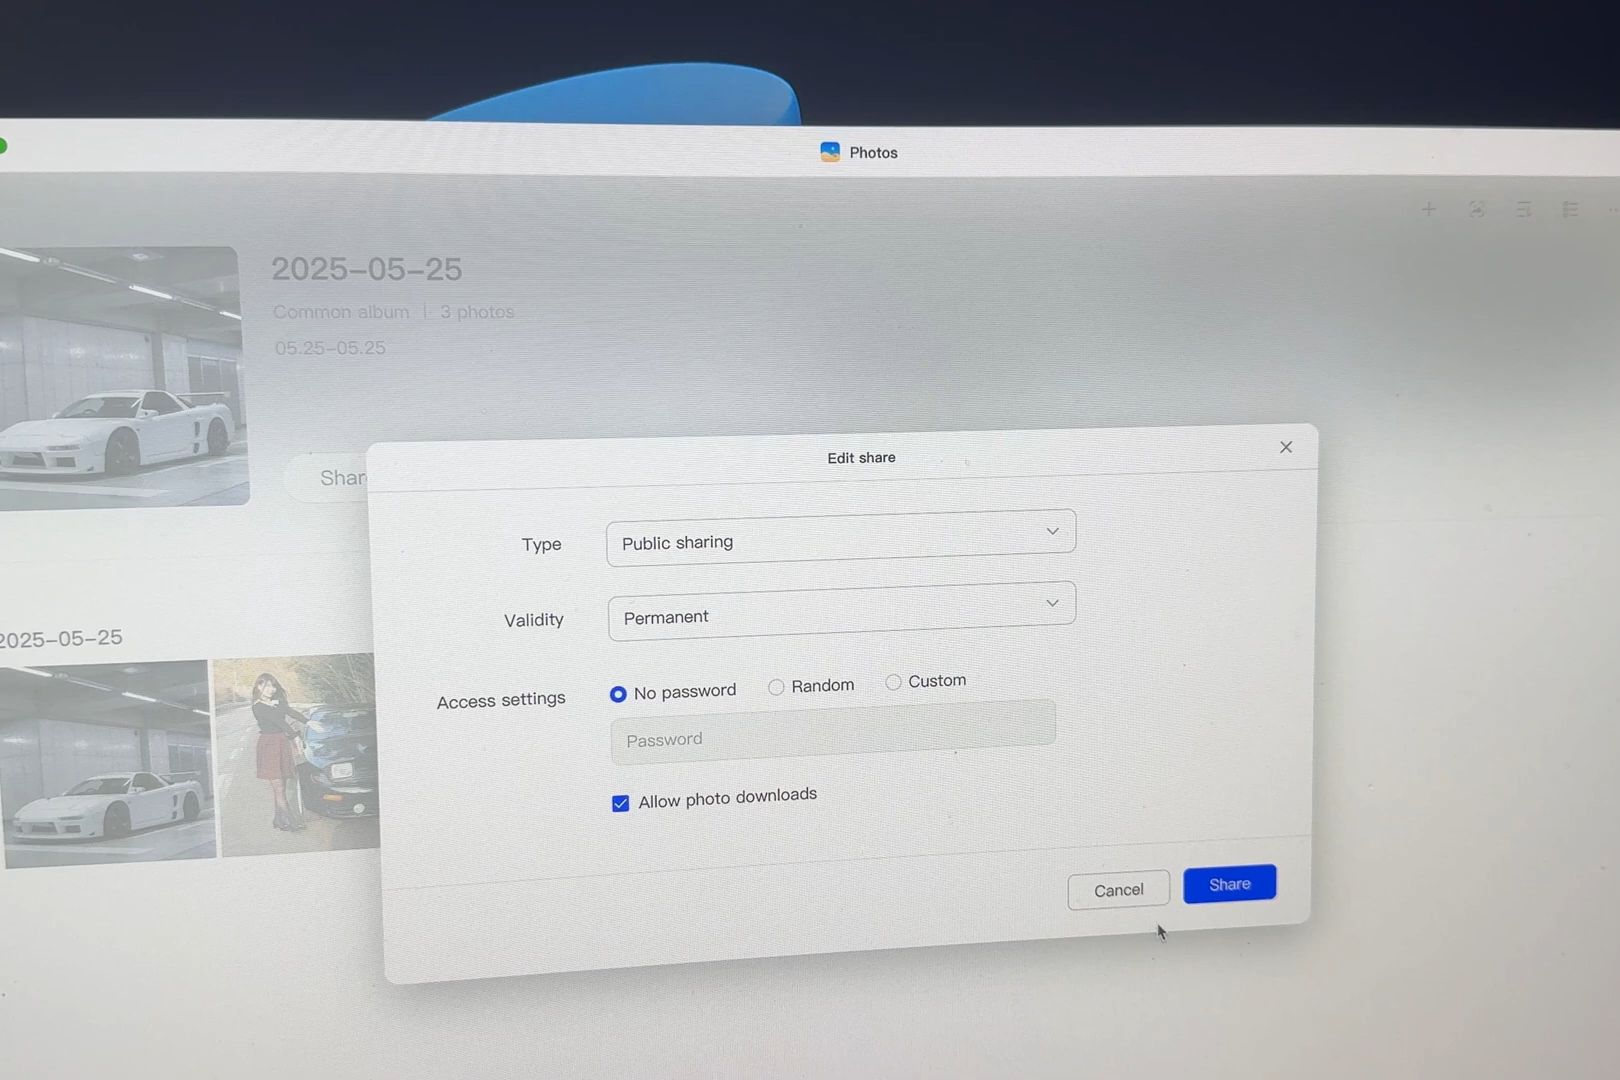 Photos
2025-05-25
Common album | 3 photos
05.25-05.25
Shar
Edit share
Type
Public sharing
Validity
Permanent
2025-05-25
Access settings
No password
Random
Custom
Password
Allow photo downloads
Cancel
Share